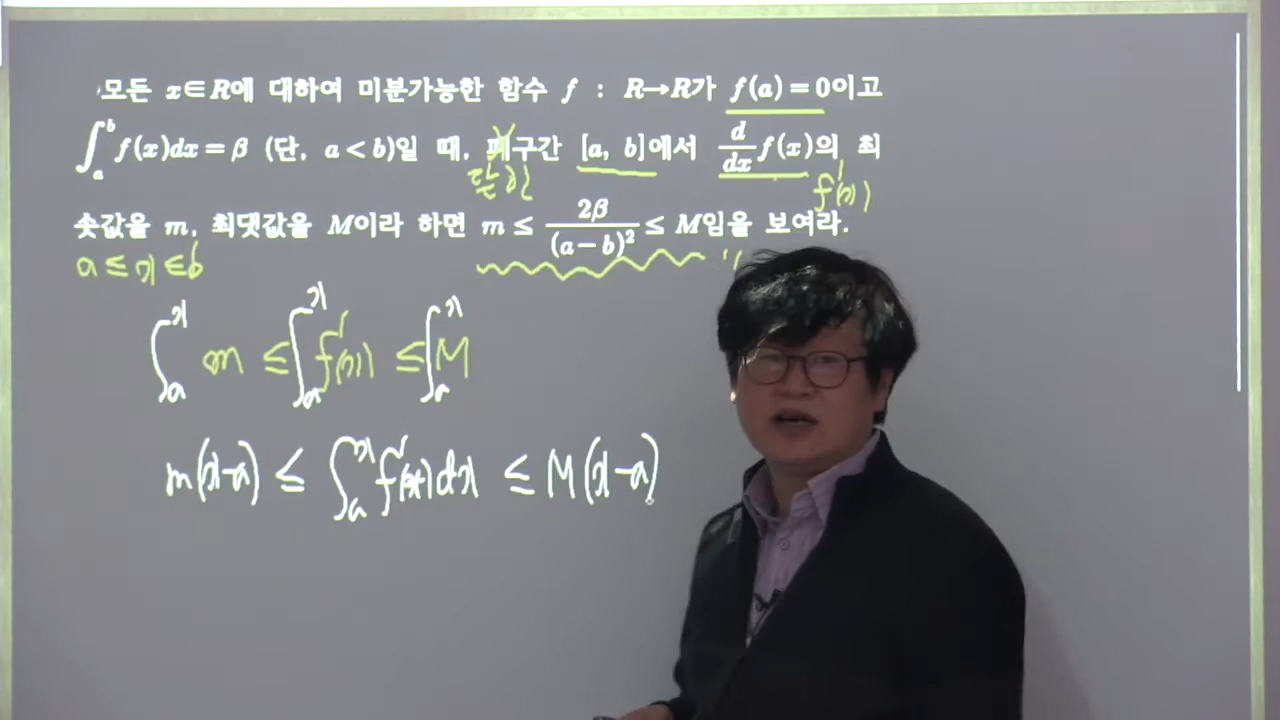 모든 x∈R에 대하여 미분가능한 함수 f : R→R가 f(a)=0이고
∫_a^b f(x)dx=β (단, a<b)일 때, 폐구간 [a, b]에서 d/dx f(x)의 최
닫힌 f'(x)
솟값을 m, 최댓값을 M이라 하면 m ≤ 2β/(a-b)² ≤ M임을 보여라.
a ≤ x ≤ b
∫_a^x m ≤ ∫_a^x f'(x) ≤ ∫_a^x M
m(x-a) ≤ ∫_a^x f'(x)dx ≤ M(x-a)